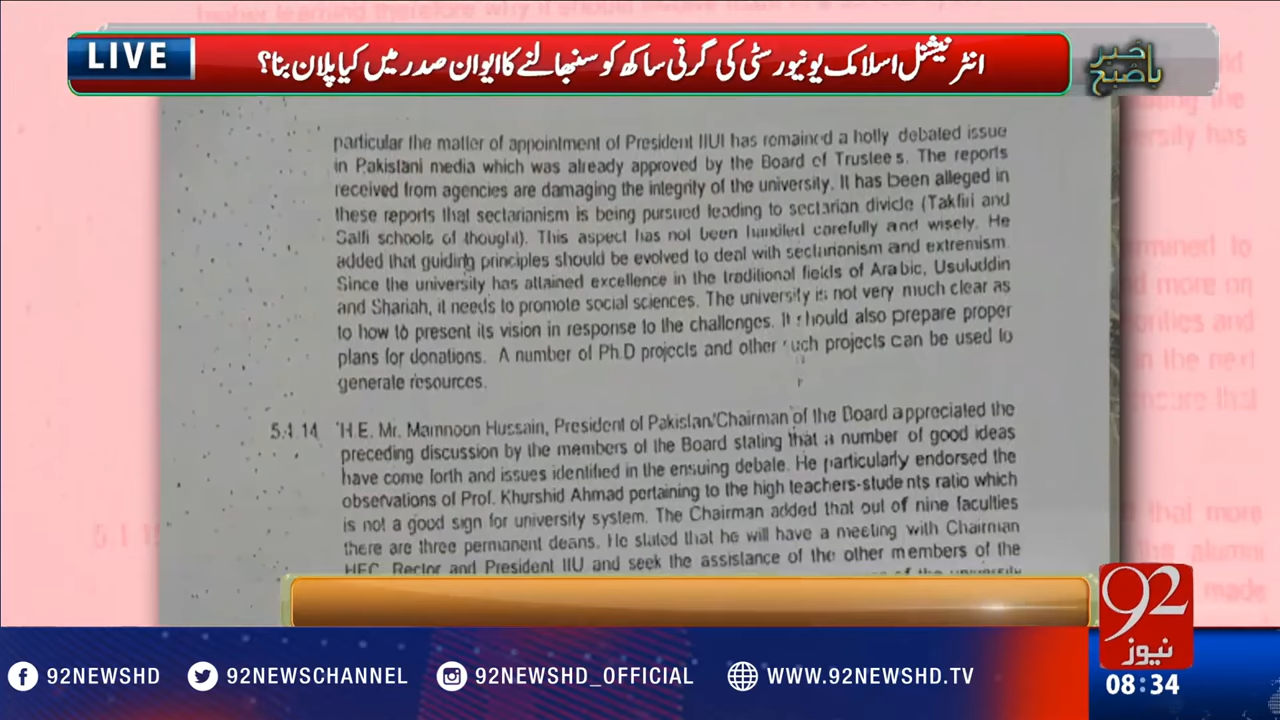 LIVE
انٹرنیشنل اسلامک یونیورسٹی کی گرتی ساکھ کو سنبھالنے کا ایوان صدر میں کیا پلان بنا؟
باخبر صبح
particular the matter of appointment of President IIUI has remained a holly debated issue
in Pakistani media which was already approved by the Board of Trustees. The reports
received from agencies are damaging the integrity of the university. It has been alleged in
these reports that sectarianism is being pursued leading to sectarian divide (Takfiri and
Salfi schools of thought). This aspect has not been handled carefully and wisely. He
added that guiding principles should be evolved to deal with sectarianism and extremism.
Since the university has attained excellence in the traditional fields of Arabic, Usuluddin
and Shariah, it needs to promote social sciences. The university is not very much clear as
to how to present its vision in response to the challenges. It should also prepare proper
plans for donations. A number of Ph.D projects and other such projects can be used to
generate resources.
5.1.14 H.E. Mr. Mamnoon Hussain, President of Pakistan/Chairman of the Board appreciated the
preceding discussion by the members of the Board stating that a number of good ideas
have come forth and issues identified in the ensuing debate. He particularly endorsed the
observations of Prof. Khurshid Ahmad pertaining to the high teachers-students ratio which
is not a good sign for university system. The Chairman added that out of nine faculties
there are three permanent deans. He stated that he will have a meeting with Chairman
HEC, Rector and President IIU and seek the assistance of the other members of the
of the university
92
نیوز
92NEWSHD
92NEWSCHANNEL
92NEWSHD_OFFICIAL
WWW.92NEWSHD.TV
08:34